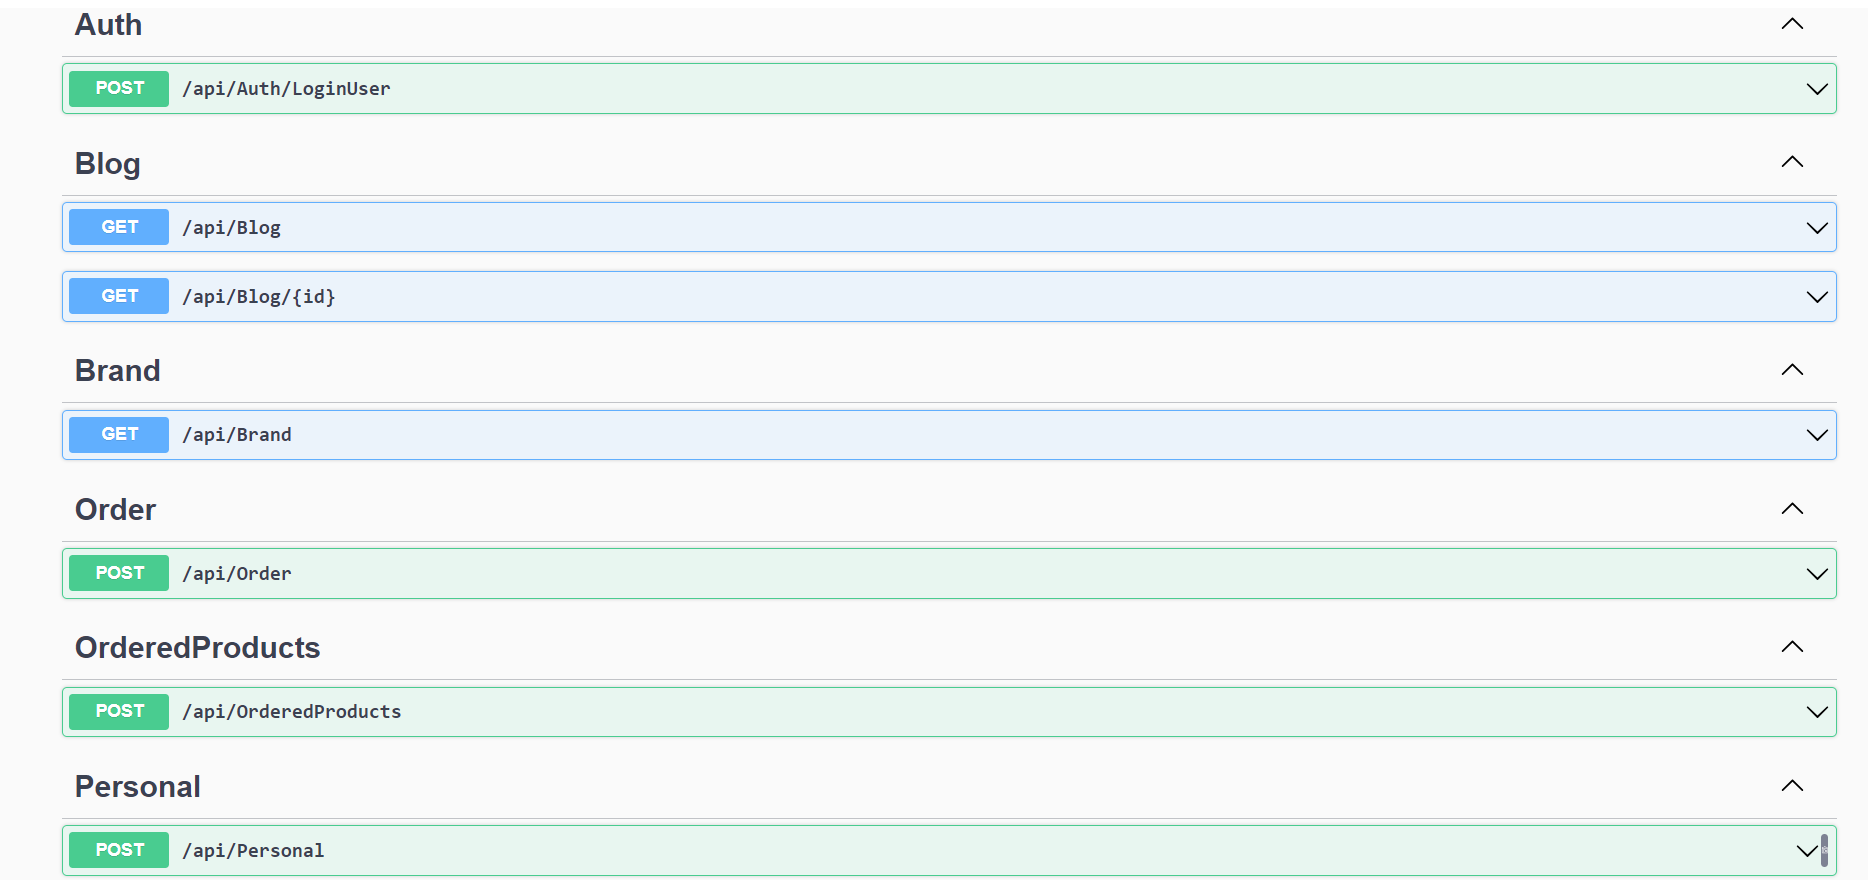 Auth
POST /api/Auth/LoginUser
Blog
GET /api/Blog
GET /api/Blog/{id}
Brand
GET /api/Brand
Order
POST /api/Order
OrderedProducts
POST /api/OrderedProducts
Personal
POST /api/Personal